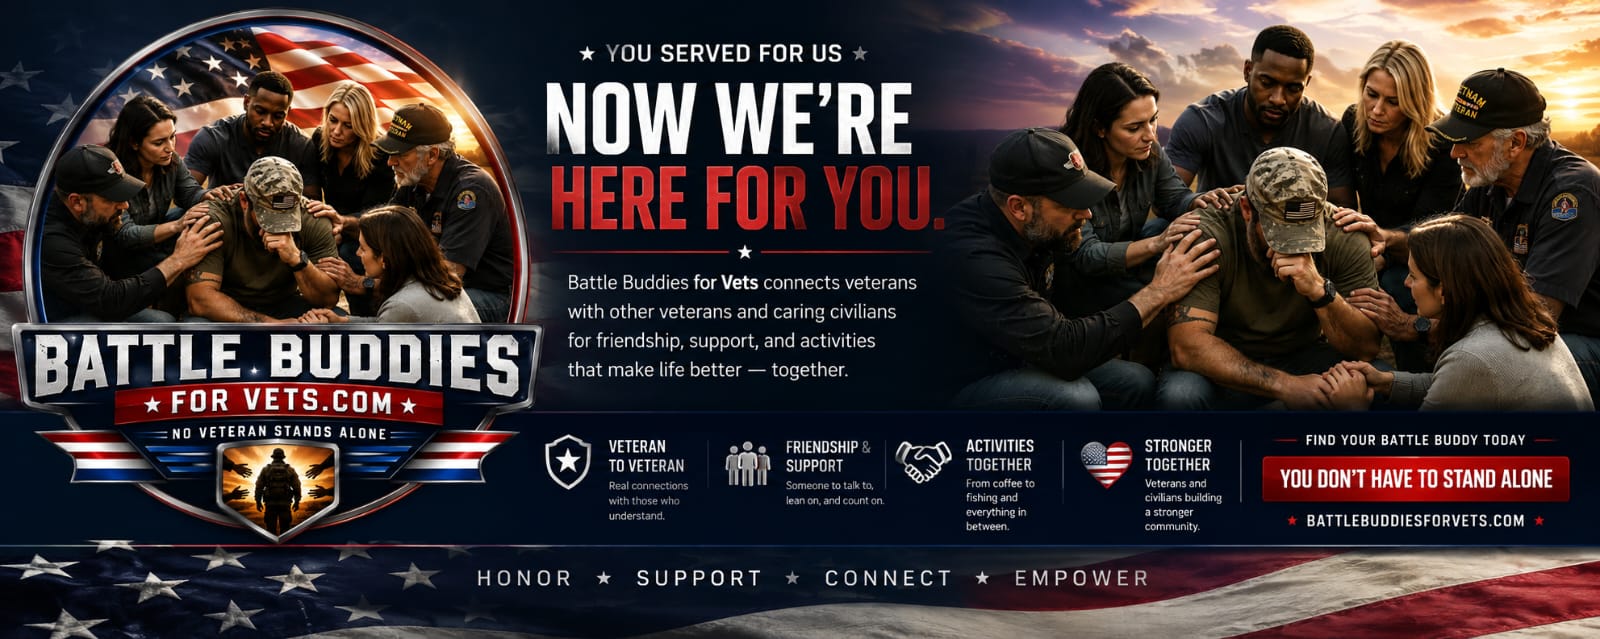 BATTLE BUDDIES
FOR VETS.COM
NO VETERAN STANDS ALONE
YOU SERVED FOR US
NOW WE'RE
HERE FOR YOU.
Battle Buddies for Vets connects veterans
with other veterans and caring civilians
for friendship, support, and activities
that make life better — together.
VIETNAM
VETERAN
VETERAN
TO VETERAN
Real connections
with those who
understand.
FRIENDSHIP &
SUPPORT
Someone to talk to,
lean on, and count on.
ACTIVITIES
TOGETHER
From coffee to
fishing and
everything in
between.
STRONGER
TOGETHER
Veterans and
civilians building
a stronger
community.
FIND YOUR BATTLE BUDDY TODAY
YOU DON'T HAVE TO STAND ALONE
BATTLEBUDDIESFORVETS.COM
HONOR ★ SUPPORT ★ CONNECT ★ EMPOWER